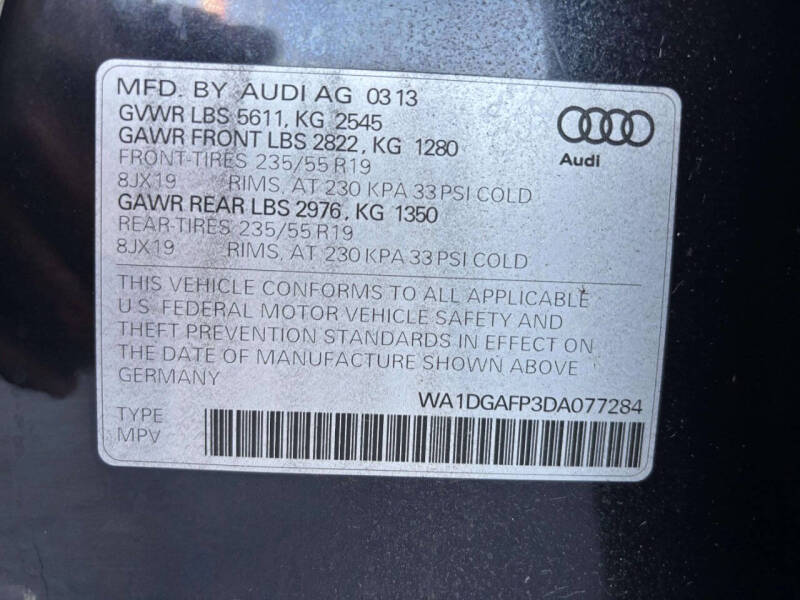 MFD. BY AUDI AG 03 13
GVWR LBS 5611, KG 2545
GAWR FRONT LBS 2822, KG 1280
FRONT-TIRES 235/55 R19
8JX19 RIMS, AT 230 KPA 33 PSI COLD
GAWR REAR LBS 2976, KG 1350
REAR-TIRES 235/55 R19
8JX19 RIMS, AT 230 KPA 33 PSI COLD
Audi
THIS VEHICLE CONFORMS TO ALL APPLICABLE
U.S. FEDERAL MOTOR VEHICLE SAFETY AND
THEFT PREVENTION STANDARDS IN EFFECT ON
THE DATE OF MANUFACTURE SHOWN ABOVE
GERMANY
WA1DGAFP3DA077284
TYPE
MPV